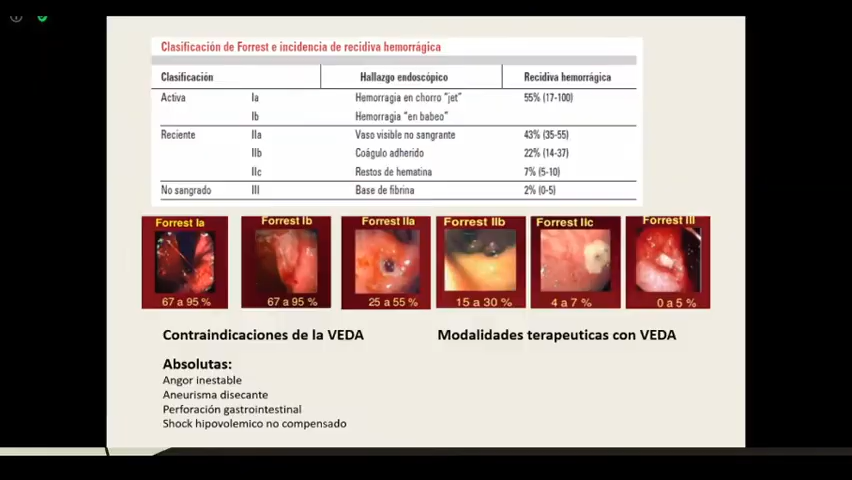 Clasificación de Forrest e incidencia de recidiva hemorrágica
Clasificación Hallazgo endoscópico Recidiva hemorrágica
Activa Ia Hemorragia en chorro "jet" 55% (17-100)
Ib Hemorragia "en babeo"
Reciente IIa Vaso visible no sangrante 43% (35-55)
IIb Coágulo adherido 22% (14-37)
IIc Restos de hematina 7% (5-10)
No sangrado III Base de fibrina 2% (0-5)
Forrest Ia Forrest Ib Forrest IIa Forrest IIb Forrest IIc Forrest III
67 a 95 % 67 a 95 % 25 a 55 % 15 a 30 % 4 a 7 % 0 a 5 %
Contraindicaciones de la VEDA Modalidades terapeuticas con VEDA
Absolutas:
Angor inestable
Aneurisma disecante
Perforación gastrointestinal
Shock hipovolemico no compensado